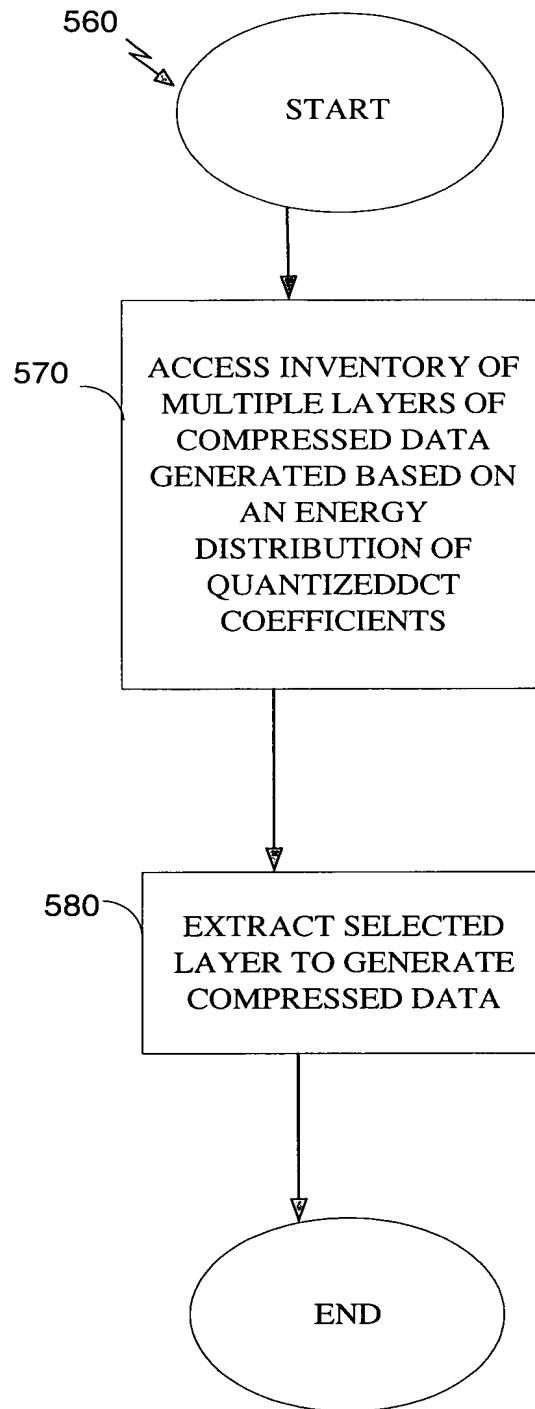 560
START
570
ACCESS INVENTORY OF
MULTIPLE LAYERS OF
COMPRESSED DATA
GENERATED BASED ON
AN ENERGY
DISTRIBUTION OF
QUANTIZEDDCT
COEFFICIENTS
580
EXTRACT SELECTED
LAYER TO GENERATE
COMPRESSED DATA
END